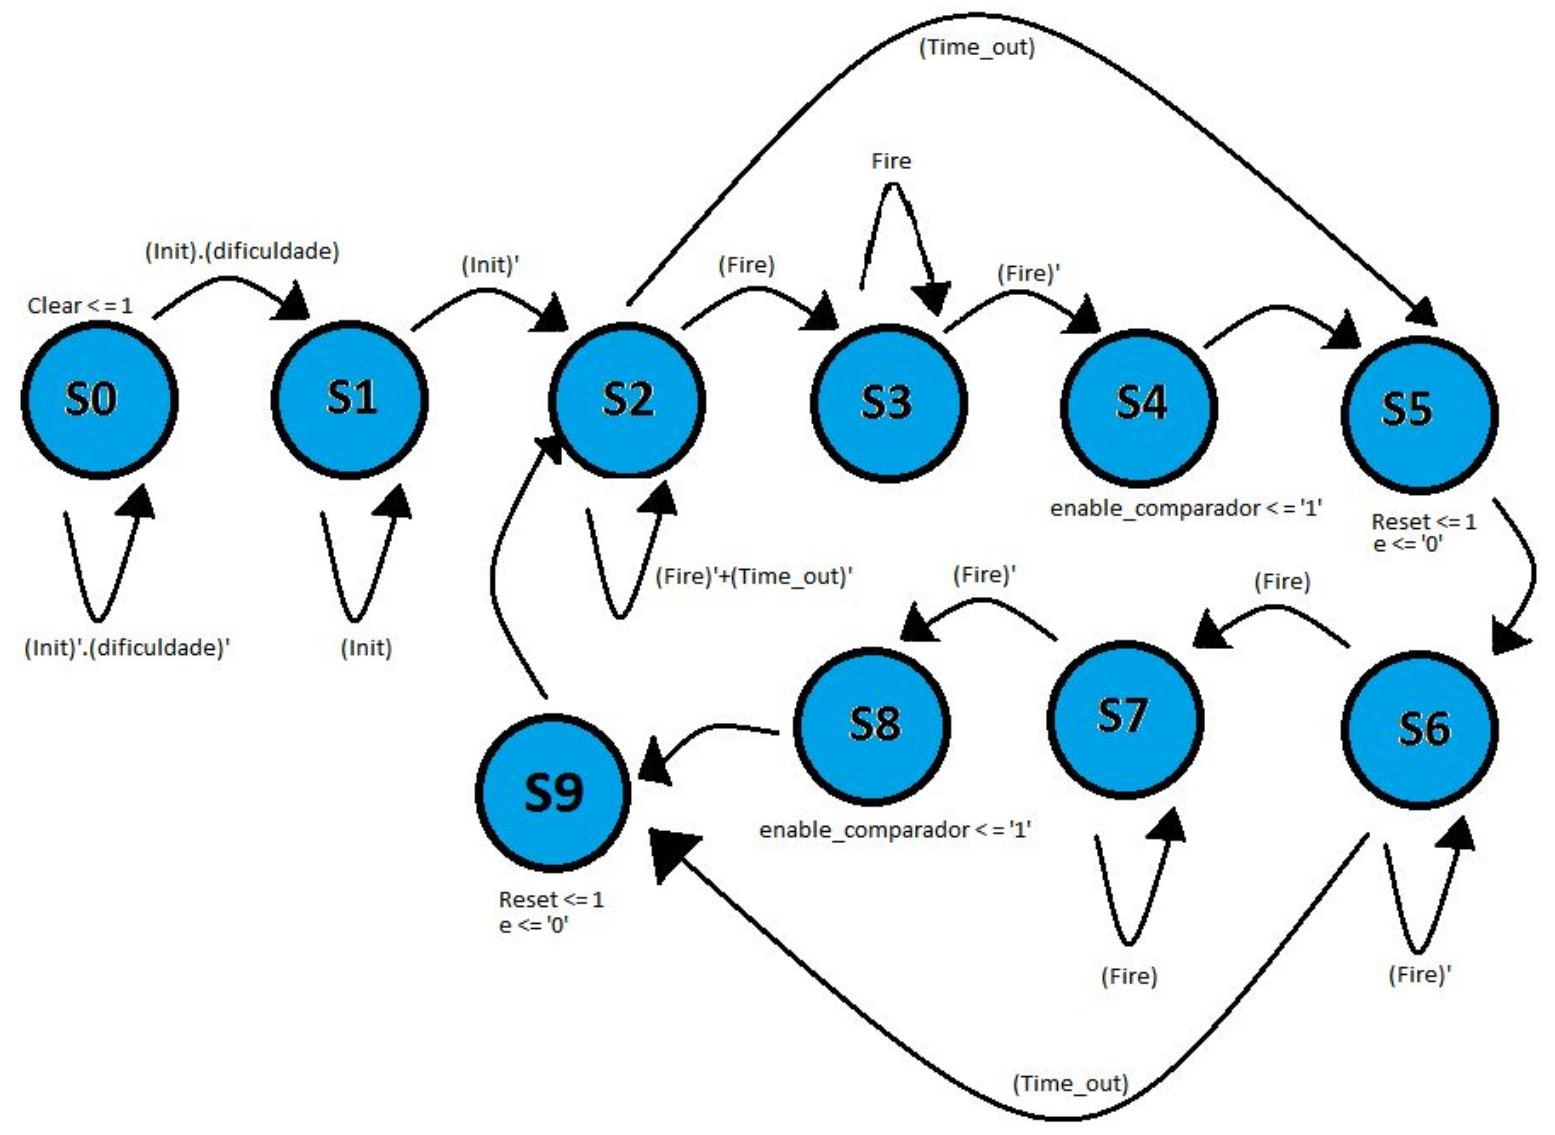 (Time_out)
Fire
(Init).(dificuldade)
(Init)'
(Fire)
(Fire)'
Clear <= 1
S0
S1
S2
S3
S4
S5
enable_comparador <= '1'
Reset <= 1
e <= '0'
(Fire)'+(Time_out)'
(Fire)'
(Fire)
(Init)'.(dificuldade)'
(Init)
S9
S8
S7
S6
enable_comparador <= '1'
Reset <= 1
e <= '0'
(Fire)
(Fire)'
(Time_out)